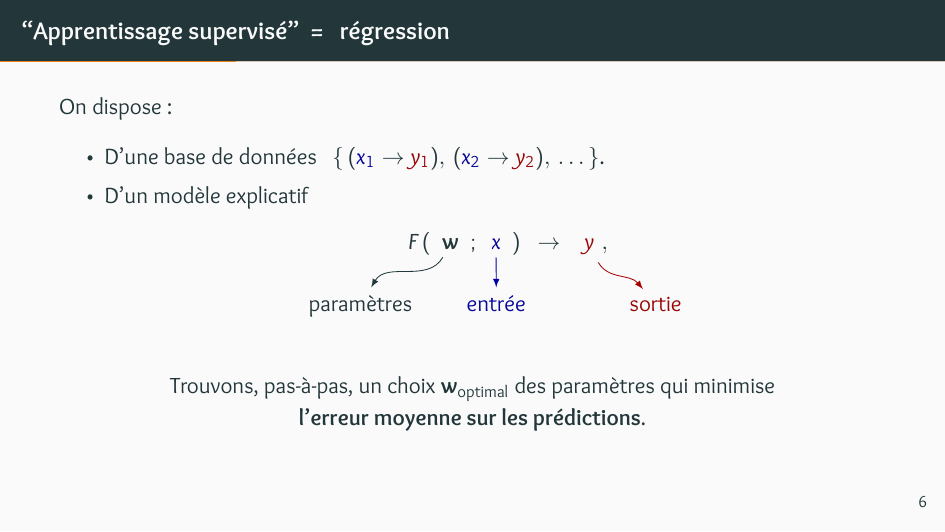 “Apprentissage supervisé” = régression
On dispose :
• D’une base de données { (x₁ → y₁), (x₂ → y₂), . . . }.
• D’un modèle explicatif
F ( w ; x ) → y ,
paramètres entrée sortie
Trouvons, pas-à-pas, un choix w_optimal des paramètres qui minimise
l’erreur moyenne sur les prédictions.
6